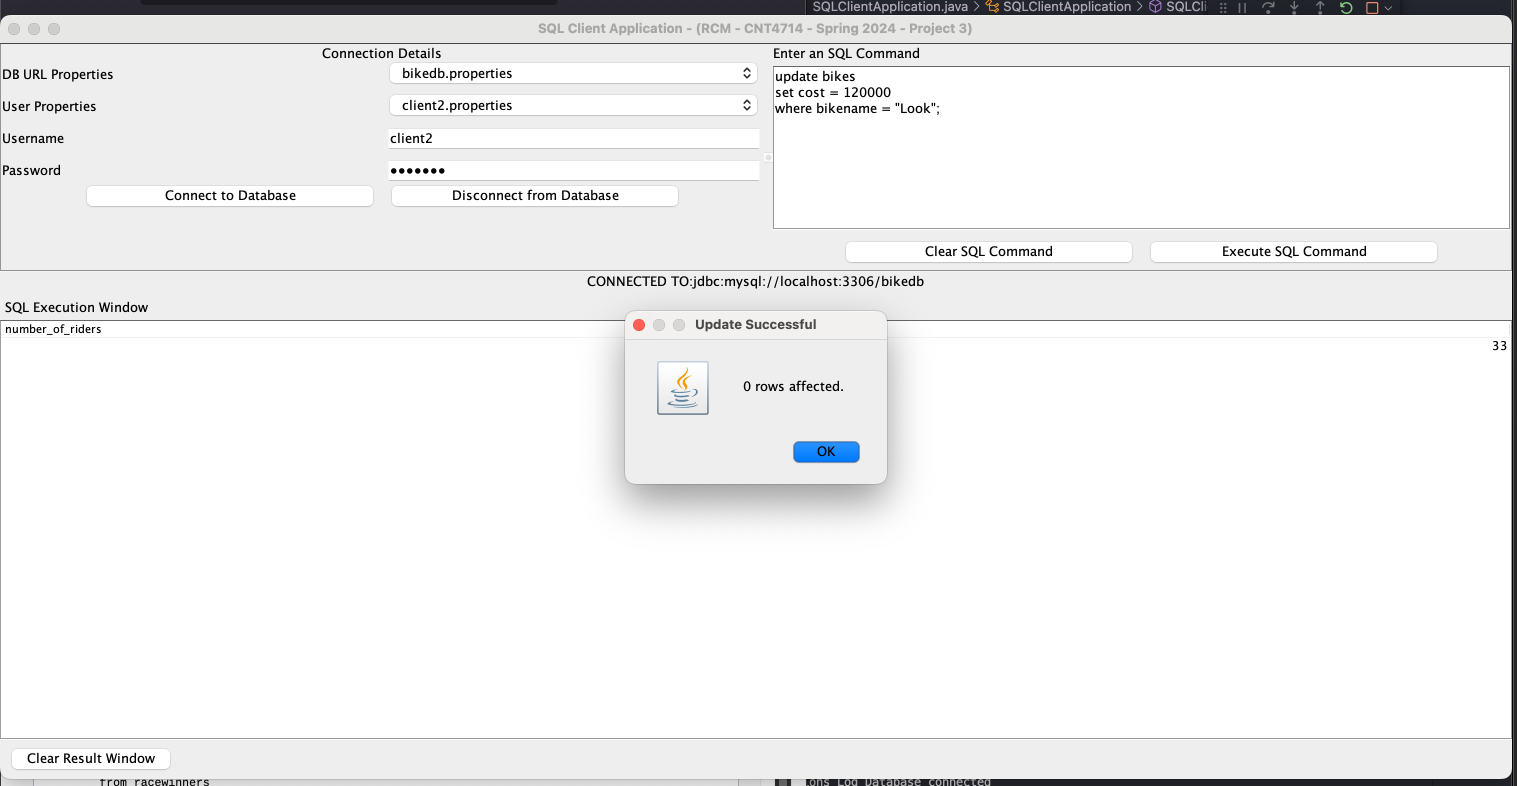 SQLClientApplication.java > SQLClientApplication > SQLCli
SQL Client Application - (RCM - CNT4714 - Spring 2024 - Project 3)
Connection Details
DB URL Properties
bikedb.properties
User Properties
client2.properties
Username
client2
Password
•••••••
Connect to Database
Disconnect from Database
Enter an SQL Command
update bikes
set cost = 120000
where bikename = "Look";
Clear SQL Command
Execute SQL Command
CONNECTED TO:jdbc:mysql://localhost:3306/bikedb
SQL Execution Window
number_of_riders
33
Update Successful
0 rows affected.
OK
Clear Result Window
from racewinners
ons Log Database connected